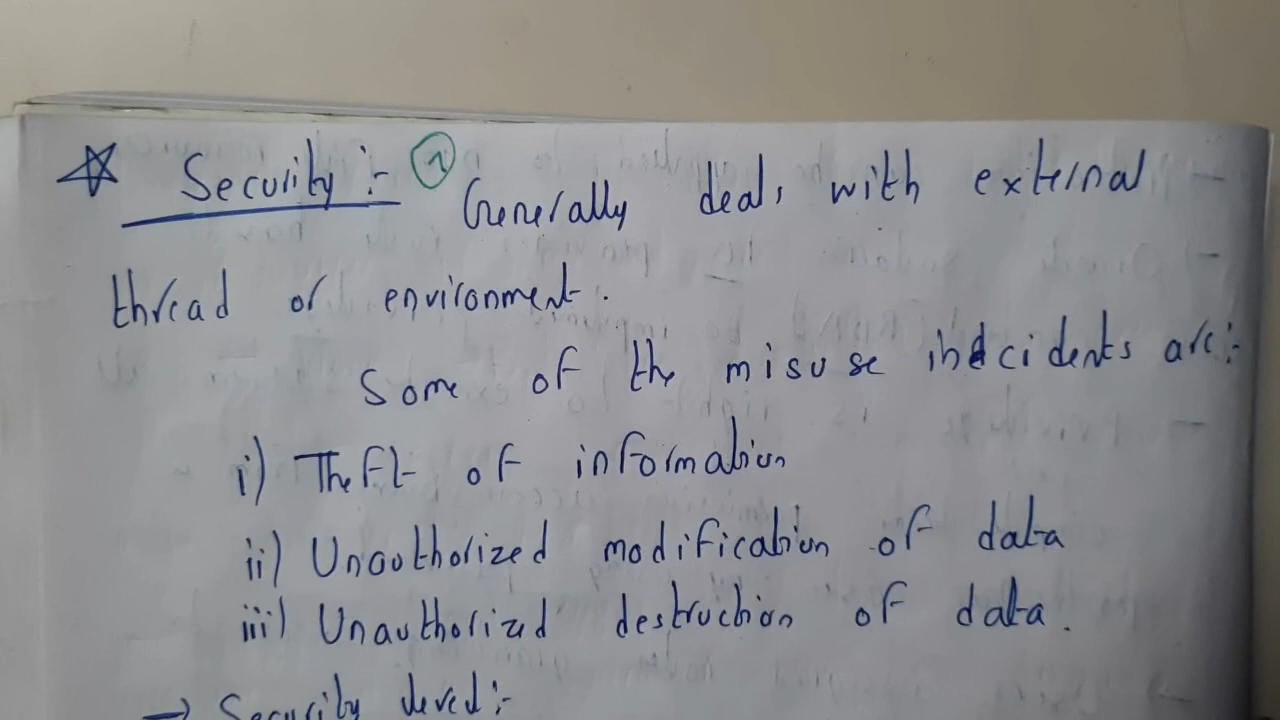 ☆ Security :- Generally deals with external
thread or environment.
Some of the misuse incidents are:-
i) Theft of information
ii) Unauthorized modification of data
iii) Unauthorized destruction of data.
→ Security level :-